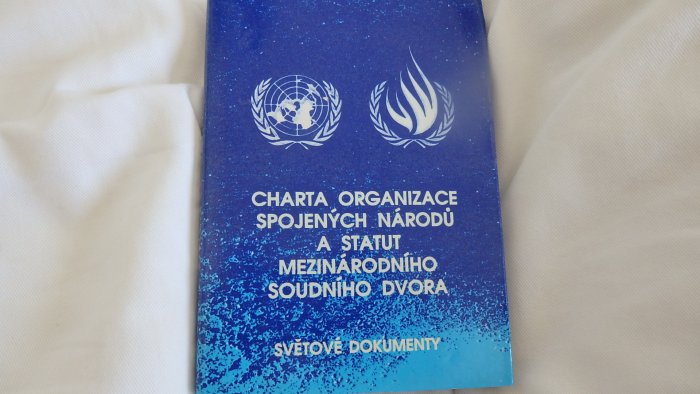 CHARTA ORGANIZACE
SPOJENÝCH NÁRODŮ
A STATUT
MEZINÁRODNÍHO
SOUDNÍHO DVORA
SVĚTOVÉ DOKUMENTY